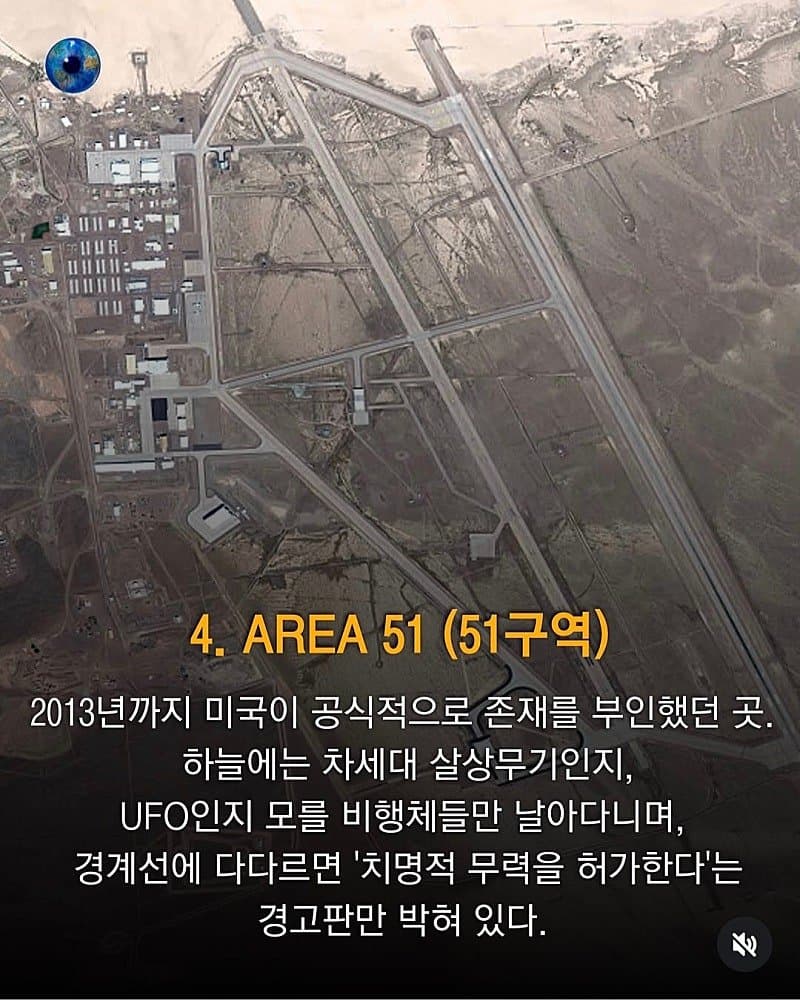 4. AREA 51 (51구역)
2013년까지 미국이 공식적으로 존재를 부인했던 곳.
하늘에는 차세대 살상무기인지,
UFO인지 모를 비행체들만 날아다니며,
경계선에 다다르면 '치명적 무력을 허가한다'는
경고판만 박혀 있다.